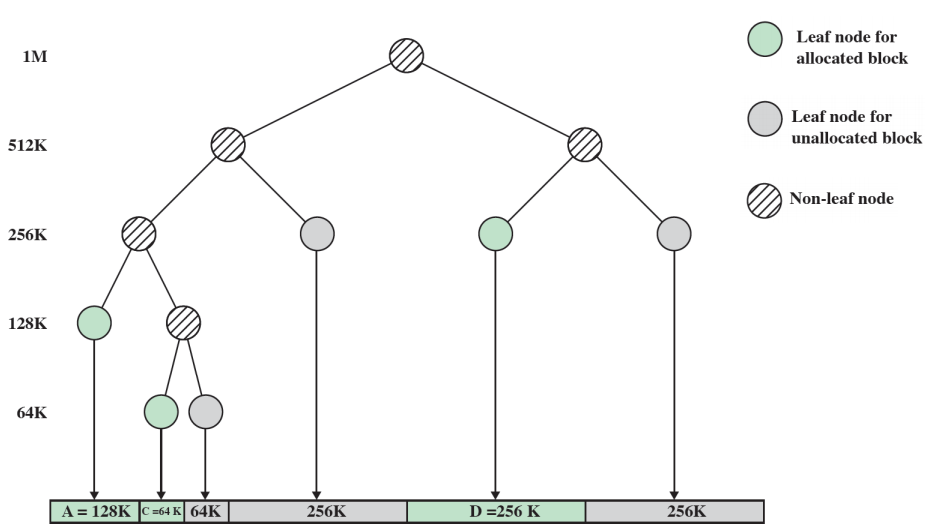 1M
512K
256K
128K
64K
Leaf node for
allocated block
Leaf node for
unallocated block
Non-leaf node
A = 128K
C =64 K
64K
256K
D =256 K
256K